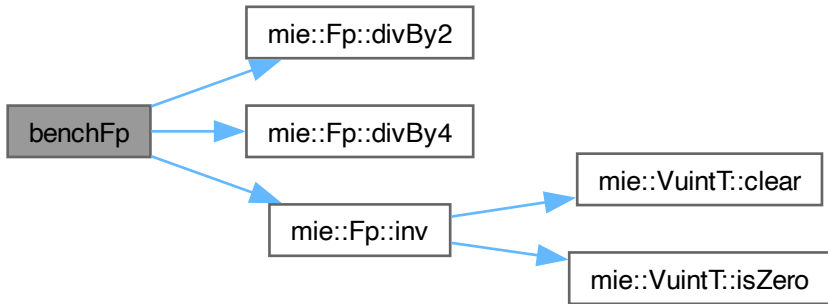 mie::Fp::divBy2
benchFp
mie::Fp::divBy4
mie::VuintT::clear
mie::Fp::inv
mie::VuintT::isZero